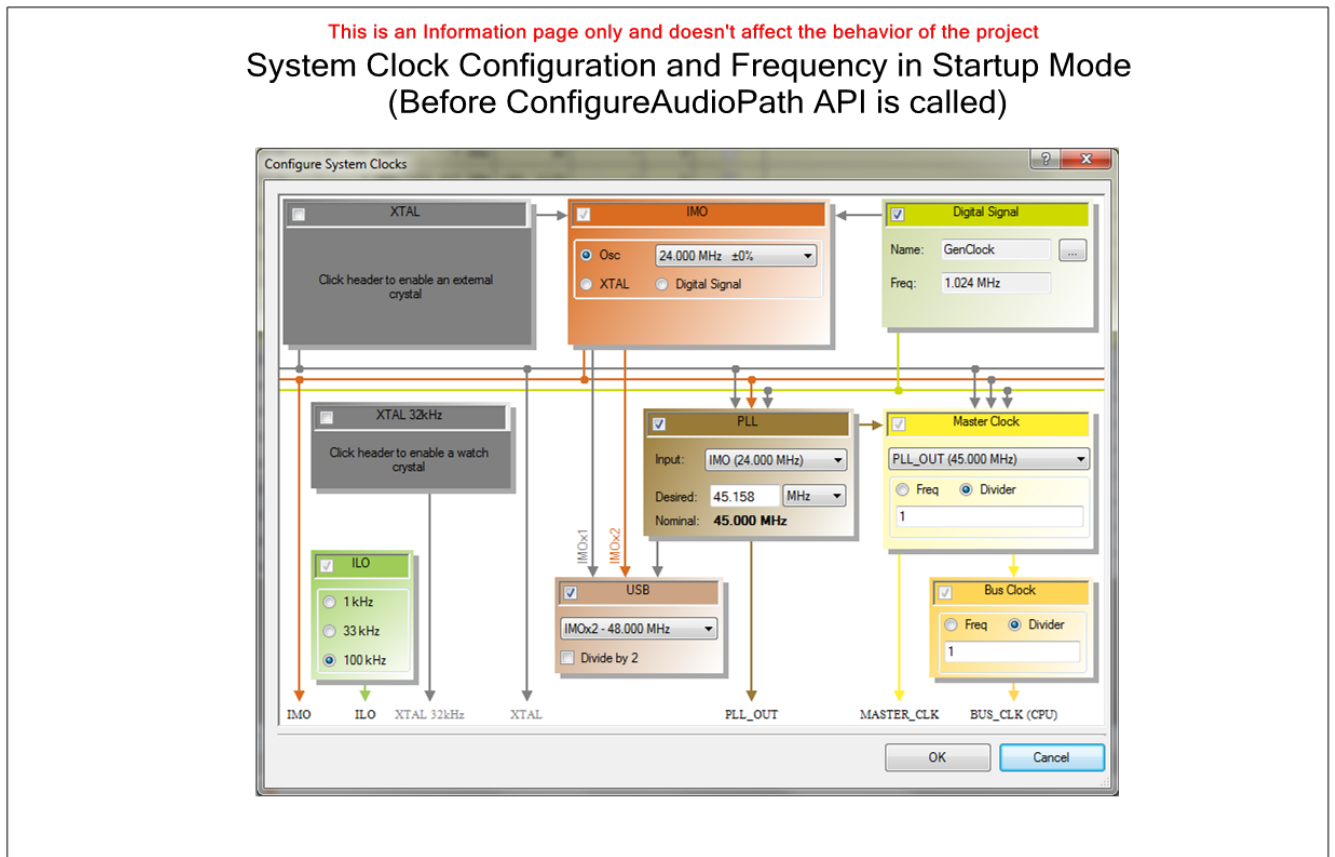 This is an Information page only and doesn't affect the behavior of the project
System Clock Configuration and Frequency in Startup Mode
(Before ConfigureAudioPath API is called)
Configure System Clocks
XTAL
Click header to enable an external
crystal
IMO
Osc
24.000 MHz ±0%
XTAL
Digital Signal
Digital Signal
Name:
GenClock
...
Freq:
1.024 MHz
XTAL 32kHz
Click header to enable a watch
crystal
PLL
Input:
IMO (24.000 MHz)
Desired:
45.158
MHz
Nominal:
45.000 MHz
Master Clock
PLL_OUT (45.000 MHz)
Freq
Divider
1
IMOx1
IMOx2
ILO
1 kHz
33 kHz
100 kHz
USB
IMOx2 - 48.000 MHz
Divide by 2
Bus Clock
Freq
Divider
1
IMO
ILO
XTAL 32kHz
XTAL
PLL_OUT
MASTER_CLK
BUS_CLK (CPU)
OK
Cancel